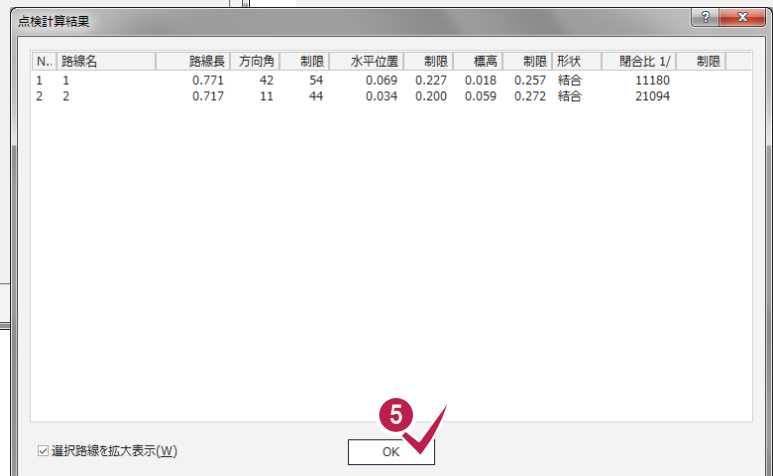 点検計算結果
? x
N.. 路線名 路線長 方向角 制限 水平位置 制限 標高 制限 形状 閉合比 1/ 制限
1 1 0.771 42 54 0.069 0.227 0.018 0.257 結合 11180
2 2 0.717 11 44 0.034 0.200 0.059 0.272 結合 21094
5
選択路線を拡大表示(W) OK